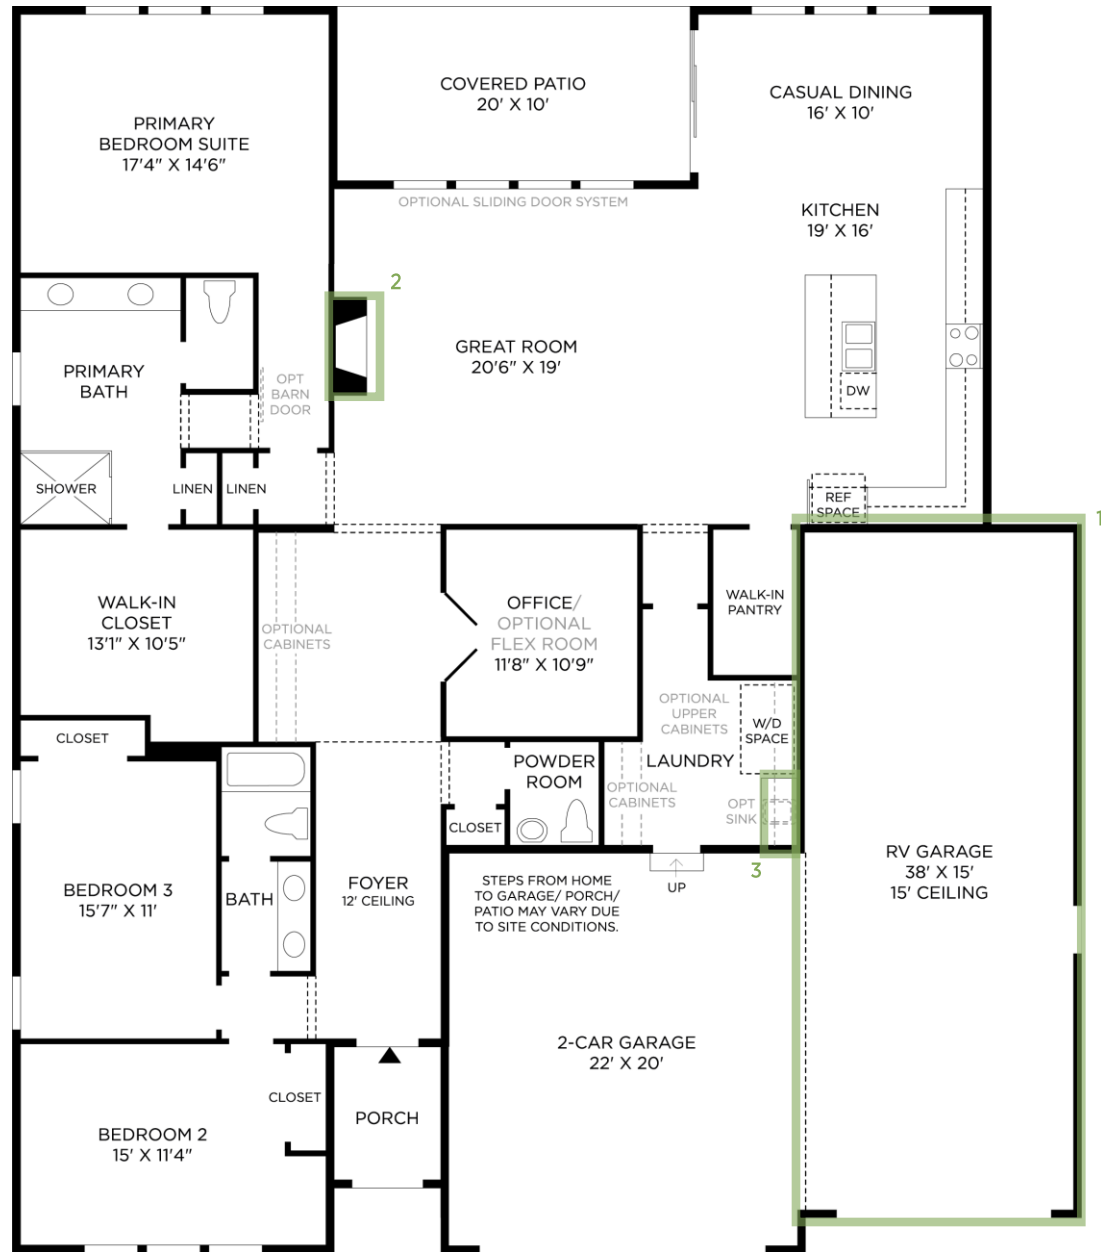 COVERED PATIO
20' X 10'
CASUAL DINING
16' X 10'
PRIMARY
BEDROOM SUITE
17'4" X 14'6"
OPTIONAL SLIDING DOOR SYSTEM
KITCHEN
19' X 16'
2
GREAT ROOM
20'6" X 19'
PRIMARY
BATH
OPT
BARN
DOOR
DW
SHOWER
LINEN
LINEN
REF
SPACE
1
WALK-IN
CLOSET
13'1" X 10'5"
OPTIONAL
CABINETS
OFFICE/
OPTIONAL
FLEX ROOM
11'8" X 10'9"
WALK-IN
PANTRY
OPTIONAL
UPPER
CABINETS
W/D
SPACE
CLOSET
POWDER
ROOM
LAUNDRY
OPTIONAL
CABINETS
OPT
SINK
CLOSET
3
UP
RV GARAGE
38' X 15'
15' CEILING
BEDROOM 3
15'7" X 11'
BATH
FOYER
12' CEILING
STEPS FROM HOME
TO GARAGE/ PORCH/
PATIO MAY VARY DUE
TO SITE CONDITIONS.
2-CAR GARAGE
22' X 20'
CLOSET
PORCH
BEDROOM 2
15' X 11'4"